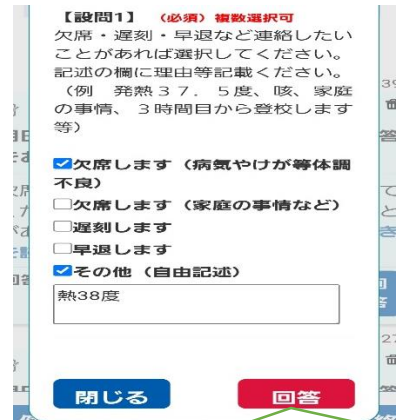 【設問1】 （必須）複数選択可
欠席・遅刻・早退など連絡したい
ことがあれば選択してください。
記述の欄に理由等記載ください。
（例 発熱３７．５度、咳、家庭
の事情、３時間目から登校します
等）
欠席します（病気やけが等体調
不良）
欠席します（家庭の事情など）
遅刻します
早退します
その他（自由記述）
熱38度
閉じる
回答